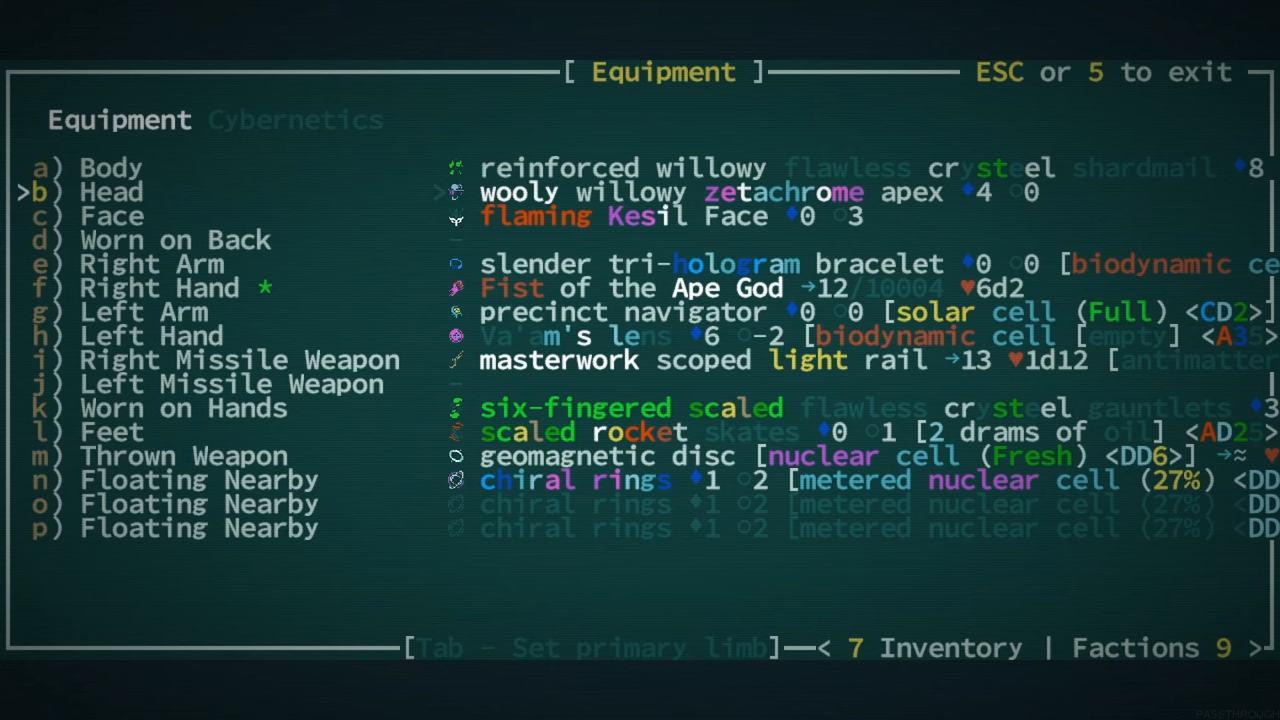 [ Equipment ] ESC or 5 to exit
Equipment Cybernetics
a) Body reinforced willowy flawless crysteel shardmail ♦8
>b) Head > wooly willowy zetachrome apex ♦4 ○0
c) Face flaming Kesil Face ♦0 ○3
d) Worn on Back -
e) Right Arm slender tri-hologram bracelet ♦0 ○0 [biodynamic ce
f) Right Hand * Fist of the Ape God →12/10004 ♥6d2
g) Left Arm precinct navigator ♦0 ○0 [solar cell (Full) <CD2>]
h) Left Hand Va'am's lens ♦6 ○-2 [biodynamic cell [empty] <A35>
i) Right Missile Weapon masterwork scoped light rail →13 ♥1d12 [antimatter
j) Left Missile Weapon -
k) Worn on Hands six-fingered scaled flawless crysteel gauntlets ♦3
l) Feet scaled rocket skates ♦0 ○1 [2 drams of oil] <AD25>
m) Thrown Weapon geomagnetic disc [nuclear cell (Fresh) <DD6>] →≈ ♥
n) Floating Nearby chiral rings ♦1 ○2 [metered nuclear cell (27%) <DD
o) Floating Nearby chiral rings ♦1 ○2 [metered nuclear cell (27%) <DD
p) Floating Nearby chiral rings ♦1 ○2 [metered nuclear cell (27%) <DD
[Tab - Set primary limb] < 7 Inventory | Factions 9 >
PASSTHROUGH